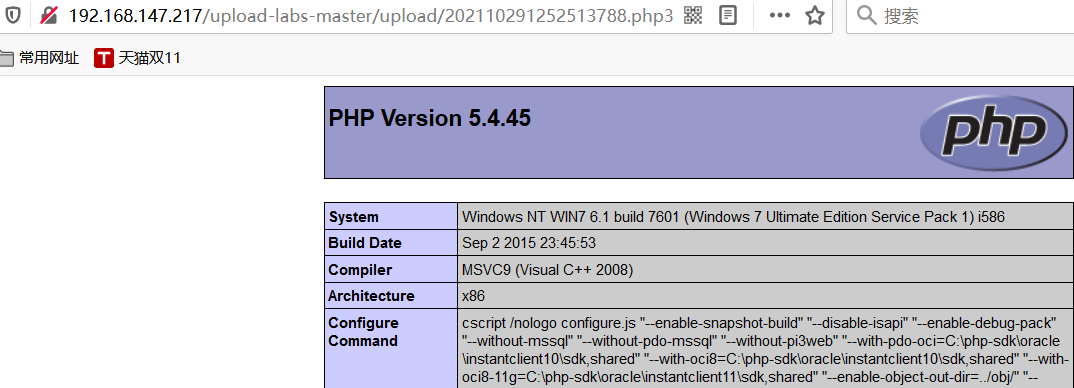 192.168.147.217/upload-labs-master/upload/202110291252513788.php3
搜索
常用网址
T 天猫双11
PHP Version 5.4.45
php
System Windows NT WIN7 6.1 build 7601 (Windows 7 Ultimate Edition Service Pack 1) i586
Build Date Sep 2 2015 23:45:53
Compiler MSVC9 (Visual C++ 2008)
Architecture x86
Configure Command
cscript /nologo configure.js "--enable-snapshot-build" "--disable-isapi" "--enable-debug-pack"
"--without-mssql" "--without-pdo-mssql" "--without-pi3web" "--with-pdo-oci=C:\php-sdk\oracle
\instantclient10\sdk,shared" "--with-oci8=C:\php-sdk\oracle\instantclient10\sdk,shared" "--with-
oci8-11g=C:\php-sdk\oracle\instantclient11\sdk,shared" "--enable-object-out-dir=../obj/" "--